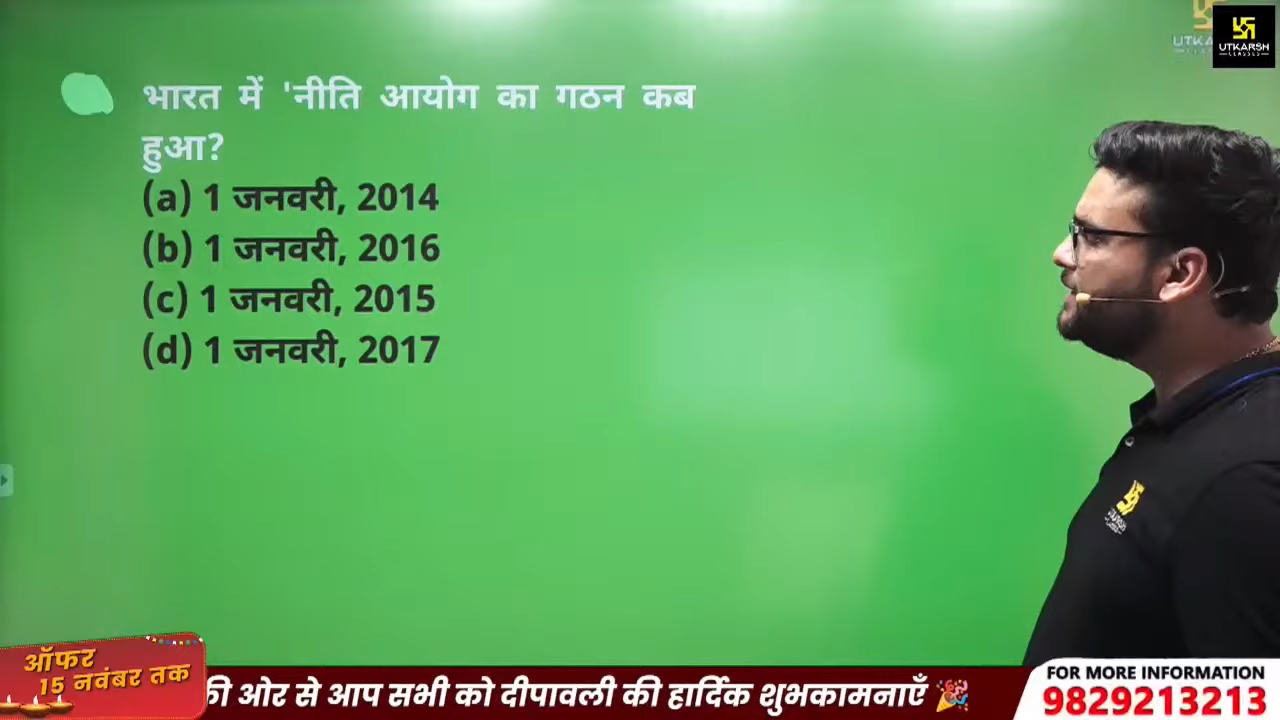 UTKARSH
CLASSES
भारत में 'नीति आयोग का गठन कब
हुआ?
(a) 1 जनवरी, 2014
(b) 1 जनवरी, 2016
(c) 1 जनवरी, 2015
(d) 1 जनवरी, 2017
ऑफर
15 नवंबर तक
की ओर से आप सभी को दीपावली की हार्दिक शुभकामनाएँ 🎉
FOR MORE INFORMATION
9829213213